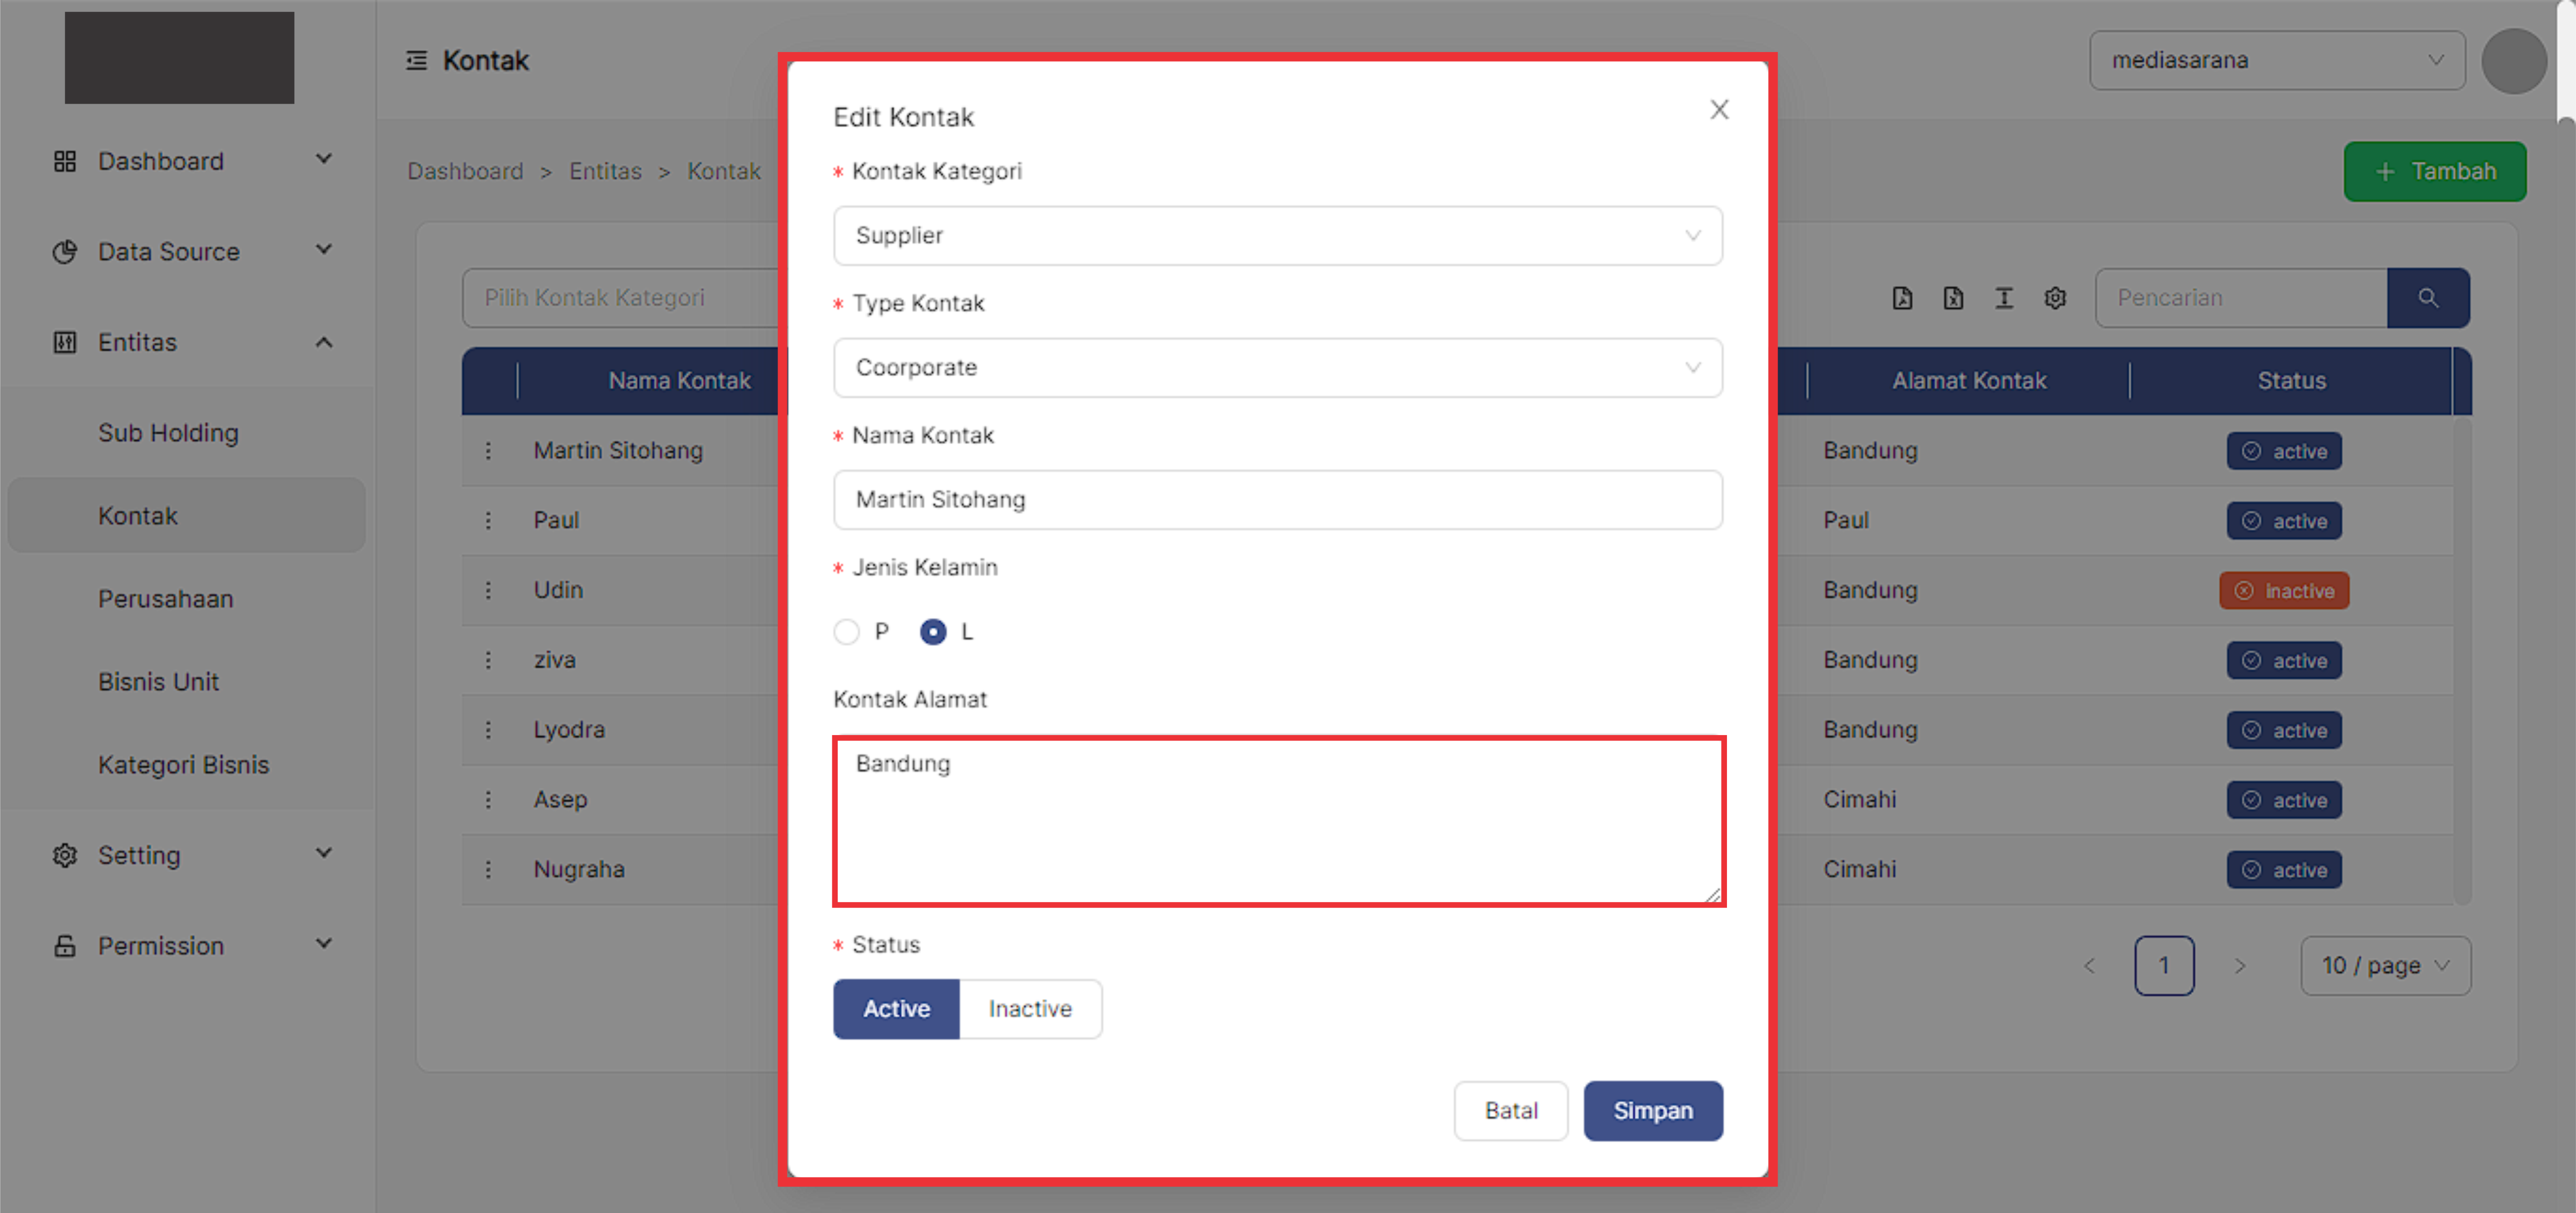 Kontak
mediasarana
Dashboard
Data Source
Entitas
Sub Holding
Kontak
Perusahaan
Bisnis Unit
Kategori Bisnis
Setting
Permission
Dashboard > Entitas > Kontak
+ Tambah
Pilih Kontak Kategori
Pencarian
Nama Kontak
Alamat Kontak
Status
Martin Sitohang
Bandung
active
Paul
Paul
active
Udin
Bandung
inactive
ziva
Bandung
active
Lyodra
Bandung
active
Asep
Cimahi
active
Nugraha
Cimahi
active
< 1 >
10 / page
Edit Kontak
* Kontak Kategori
Supplier
* Type Kontak
Coorporate
* Nama Kontak
Martin Sitohang
* Jenis Kelamin
P L
Kontak Alamat
Bandung
* Status
Active Inactive
Batal Simpan